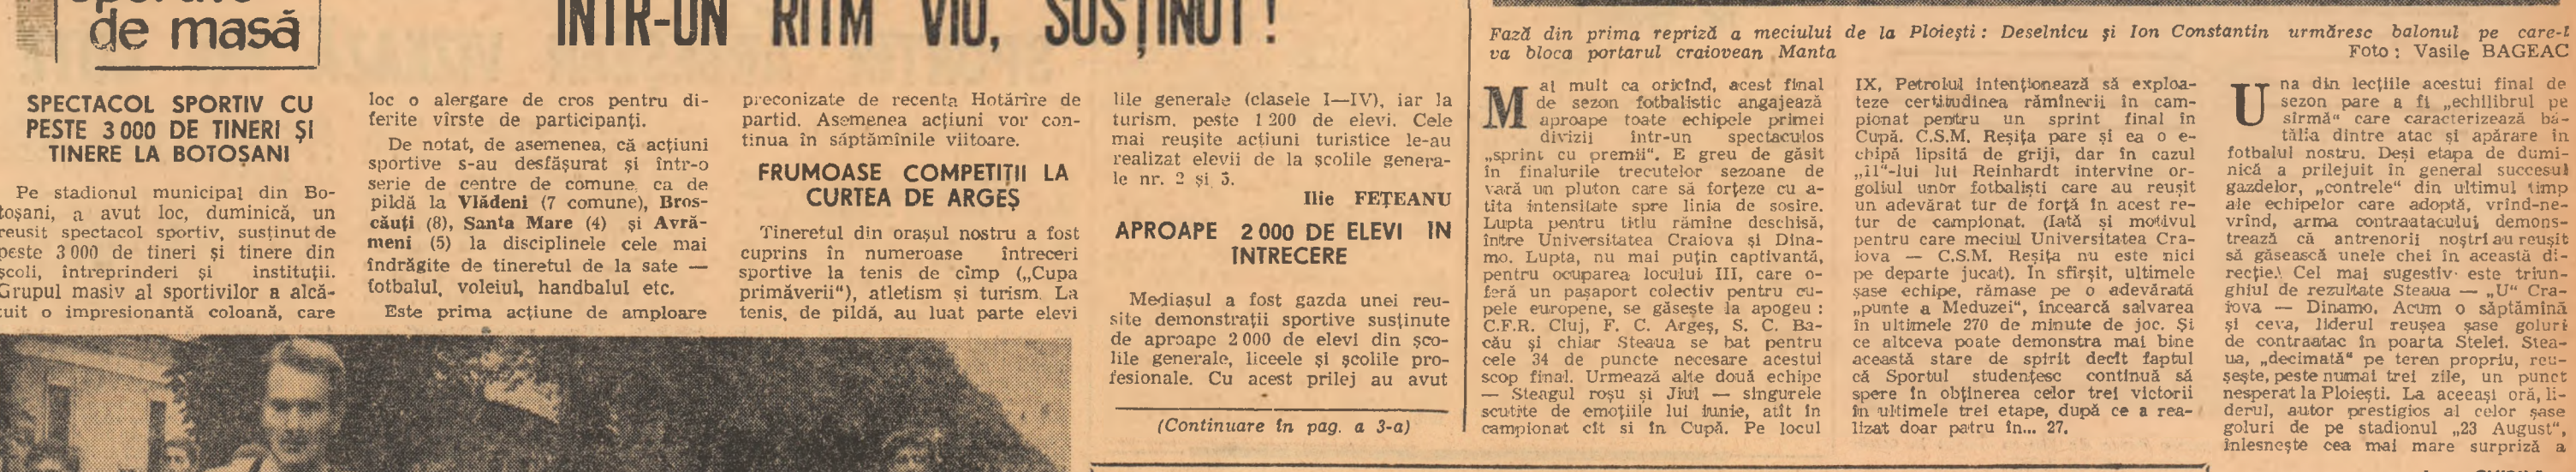 de masă
ÎNTR-UN RITM VIU, SUSȚINUT !
SPECTACOL SPORTIV CU
PESTE 3 000 DE TINERI ȘI
TINERE LA BOTOȘANI
Pe stadionul municipal din Bo-
toșani, a avut loc, duminică, un
reusit spectacol sportiv, susținut de
peste 3 000 de tineri și tinere din
școli, întreprinderi și instituții.
Grupul masiv al sportivilor a alcă-
tuit o impresionantă coloană, care
loc o alergare de cros pentru di-
ferite vîrste de participanți.
De notat, de asemenea, că acțiuni
sportive s-au desfășurat și într-o
serie de centre de comune, ca de
pildă la Vlădeni (7 comune), Bros-
căuți (8), Santa Mare (4) și Avră-
meni (5) la disciplinele cele mai
îndrăgite de tineretul de la sate —
fotbalul, voleiul, handbalul etc.
Este prima acțiune de amploare
preconizate de recenta Hotărîre de
partid. Asemenea acțiuni vor con-
tinua în săptămînile viitoare.
FRUMOASE COMPETIȚII LA
CURTEA DE ARGEȘ
Tineretul din orașul nostru a fost
cuprins în numeroase întreceri
sportive la tenis de cîmp („Cupa
primăverii“), atletism și turism. La
tenis, de pildă, au luat parte elevi
lile generale (clasele I—IV), iar la
turism, peste 1 200 de elevi. Cele
mai reușite acțiuni turistice le-au
realizat elevii de la școlile genera-
le nr. 2 și 3.
Ilie FEȚEANU
APROAPE 2 000 DE ELEVI IN
INTRECERE
Mediașul a fost gazda unei reu-
site demonstrații sportive susținute
de aproape 2 000 de elevi din șco-
lile generale, liceele și școlile pro-
fesionale. Cu acest prilej au avut
(Continuare în pag. a 3-a)
Fază din prima repriză a meciului de la Ploiești : Deselnicu și Ion Constantin urmăresc balonul pe care-l
va bloca portarul craiovean Manta
Foto : Vasile BAGEAC
Mai mult ca oricînd, acest final
de sezon fotbalistic angajează
aproape toate echipele primei
divizii într-un spectaculos
„sprint cu premii“. E greu de găsit
în finalurile trecutelor sezoane de
vară un pluton care să forțeze cu a-
tita intensitate spre linia de sosire.
Lupta pentru titlu rămîne deschisă,
între Universitatea Craiova și Dina-
mo. Lupta, nu mai puțin captivantă,
pentru ocuparea locului III, care o-
feră un pașaport colectiv pentru cu-
pele europene, se găsește la apogeu :
C.F.R. Cluj, F. C. Argeș, S. C. Ba-
cău și chiar Steaua se bat pentru
cele 34 de puncte necesare acestui
scop final. Urmează alte două echipe
— Steagul roșu și Jiul — singurele
scutite de emoțiile lui iunie, atît în
campionat cît si în Cupă. Pe locul
IX, Petrolul intenționează să exploa-
teze certitudinea rămînerii în cam-
pionat pentru un sprint final în
Cupă. C.S.M. Reșița pare și ea o e-
chipă lipsită de griji, dar în cazul
„11“-lui lui Reinhardt intervine or-
goliul unor fotbaliști care au reușit
un adevărat tur de forță în acest re-
tur de campionat. (Iată și motivul
pentru care meciul Universitatea Cra-
iova — C.S.M. Reșița nu este nici
pe departe jucat). In sfîrșit, ultimele
șase echipe, rămase pe o adevărată
„punte a Meduzei“, încearcă salvarea
în ultimele 270 de minute de joc. Și
ce altceva poate demonstra mai bine
această stare de spirit decît faptul
că Sportul studențesc continuă să
spere în obținerea celor trei victorii
în ultimele trei etape, după ce a rea-
lizat doar patru în... 27.
Una din lecțiile acestui final de
sezon pare a fi „echilibrul pe
sîrmă“ care caracterizează bă-
tălia dintre atac și apărare în
fotbalul nostru. Deși etapa de dumi-
nică a prilejuit în general succesul
gazdelor, „contrele“ din ultimul timp
ale echipelor care adoptă, vrînd-ne-
vrînd, arma contraatacului, demons-
trează că antrenorii noștri au reușit
să găsească unele chei în această di-
recție. Cel mai sugestiv este triun-
ghiul de rezultate Steaua — „U“ Cra-
iova — Dinamo. Acum o săptămînă
și ceva, liderul reușea șase goluri
de contraatac în poarta Stelei. Stea-
ua, „decimată“ pe teren propriu, reu-
șește, peste numai trei zile, un punct
nesperat la Ploiești. La aceeași oră, li-
derul, autor prestigios al celor șase
goluri de pe stadionul „23 August“,
înlesnește cea mai mare surpriză a